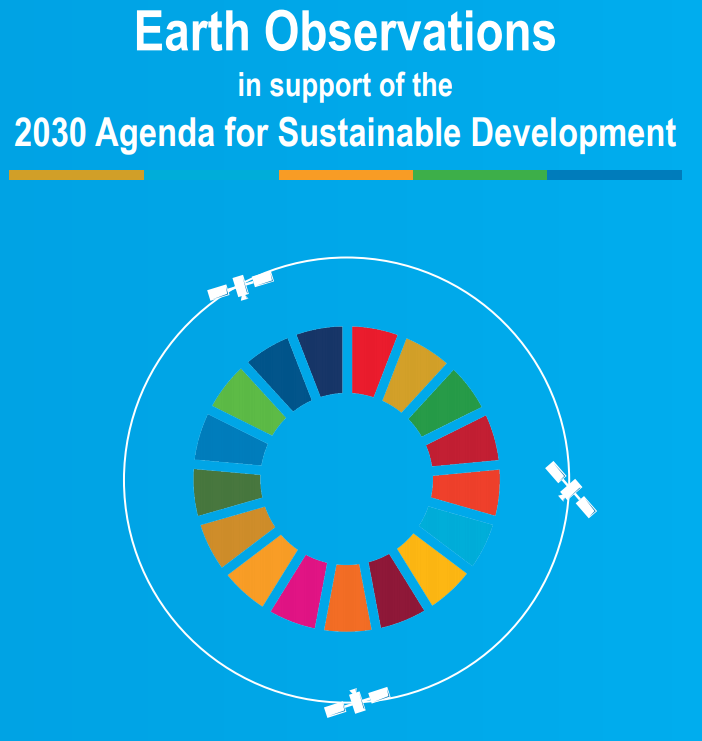 Earth Observations
in support of the
2030 Agenda for Sustainable Development